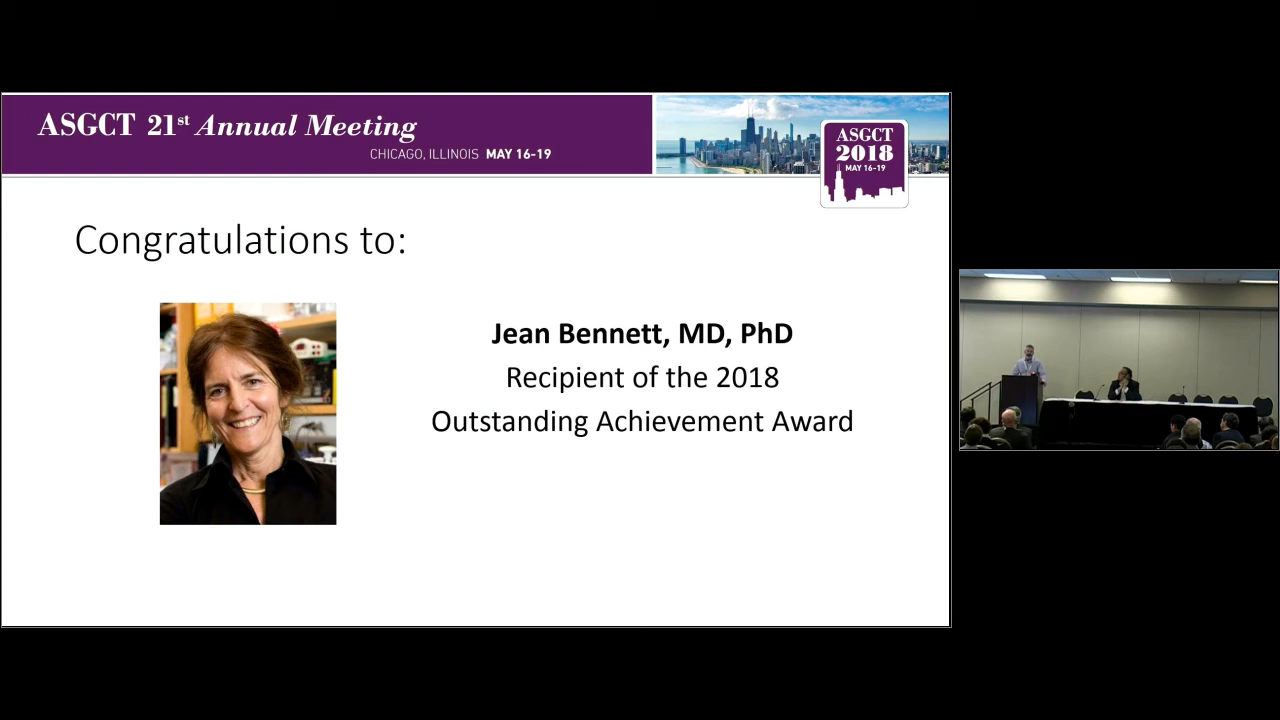 ASGCT 21st Annual Meeting
CHICAGO, ILLINOIS MAY 16-19
ASGCT
2018
MAY 16-19
Congratulations to:
Jean Bennett, MD, PhD
Recipient of the 2018
Outstanding Achievement Award